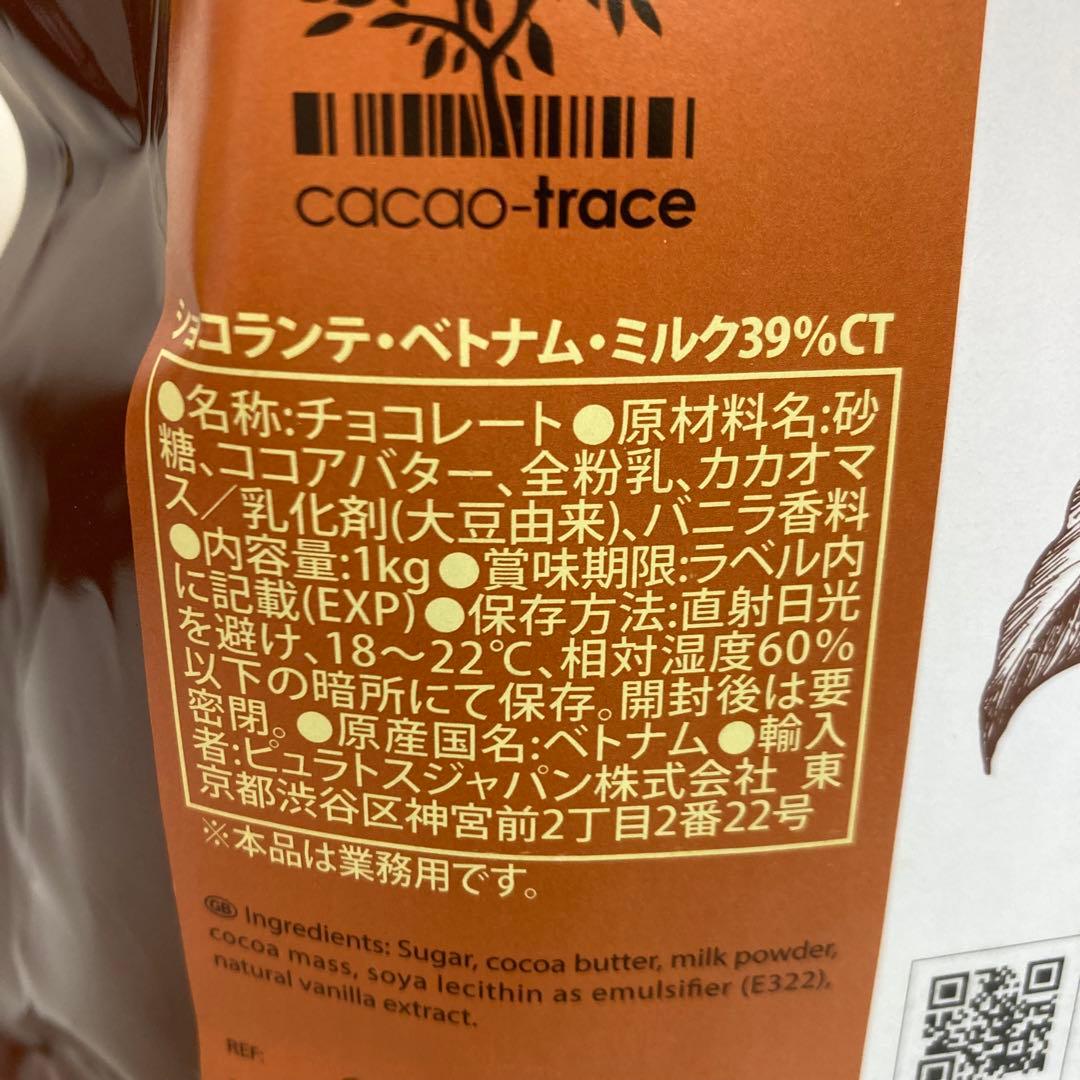 cacao-trace
ショコランテ・ベトナム・ミルク39%CT
●名称:チョコレート●原材料名:砂
糖、ココアバター、全粉乳、カカオマ
ス／乳化剤(大豆由来)、バニラ香料
●内容量:1kg●賞味期限:ラベル内
に記載(EXP)●保存方法:直射日光
を避け、18～22℃、相対湿度60%
以下の暗所にて保存。開封後は要
密閉。●原産国名:ベトナム●輸入
者:ピュラトスジャパン株式会社 東
京都渋谷区神宮前2丁目2番22号
※本品は業務用です。
GB Ingredients: Sugar, cocoa butter, milk powder,
cocoa mass, soya lecithin as emulsifier (E322),
natural vanilla extract.
REF: